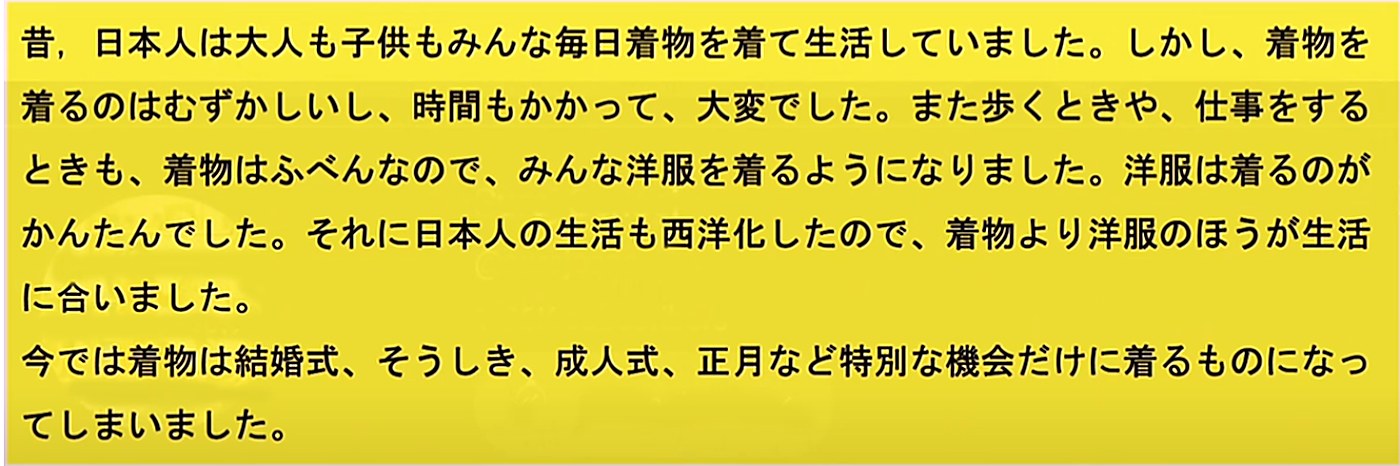 昔，日本人は大人も子供もみんな毎日着物を着て生活していました。しかし、着物を
着るのはむずかしいし、時間もかかって、大変でした。また歩くときや、仕事をする
ときも、着物はふべんなので、みんな洋服を着るようになりました。洋服は着るのが
かんたんでした。それに日本人の生活も西洋化したので、着物より洋服のほうが生活
に合いました。
今では着物は結婚式、そうしき、成人式、正月など特別な機会だけに着るものになっ
てしまいました。